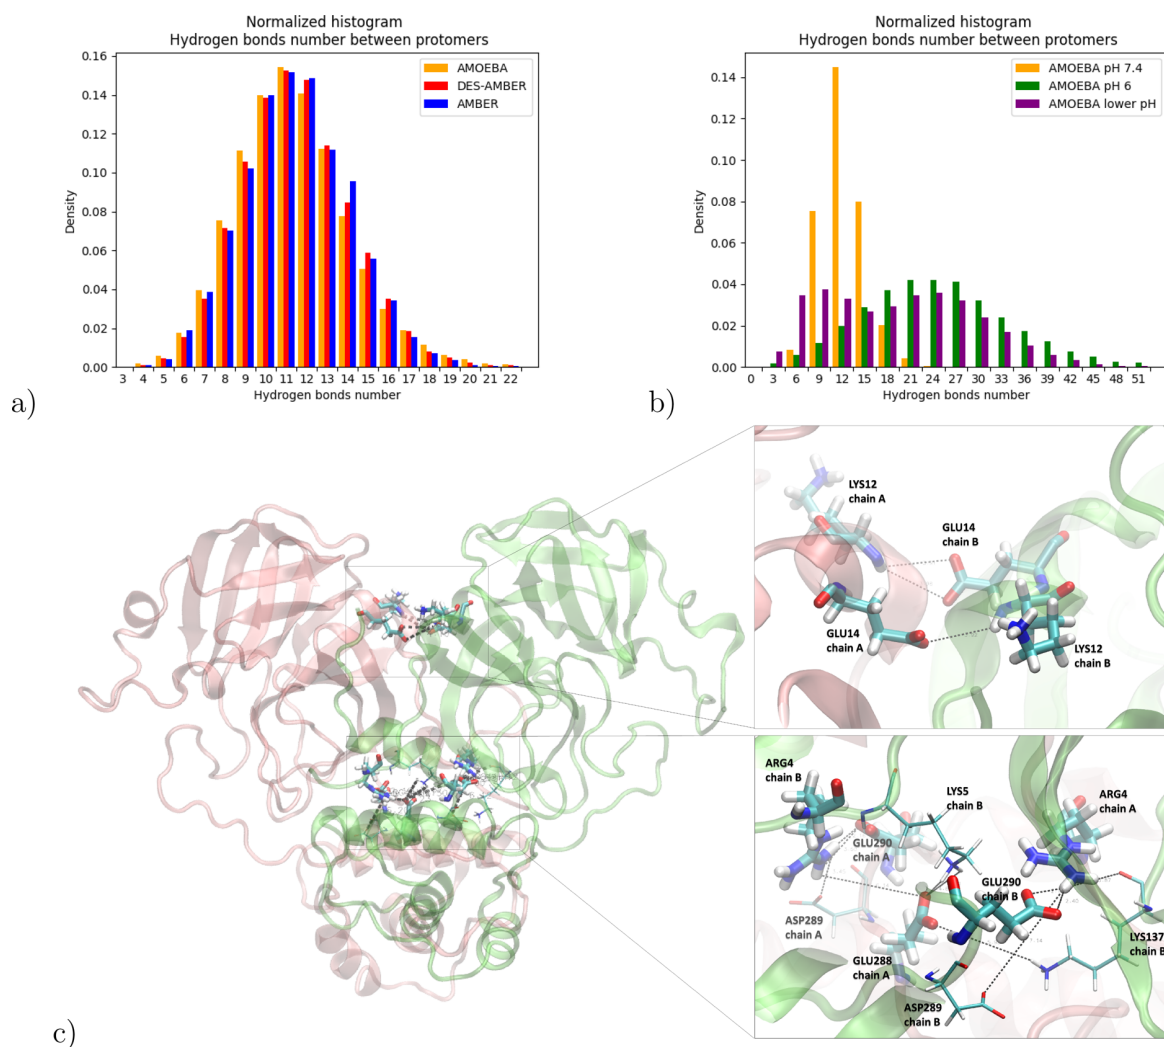 Normalized histogram
Hydrogen bonds number between protomers
AMOEBA
DES-AMBER
AMBER
0.16
0.14
0.12
0.10
0.08
0.06
0.04
0.02
0.00
Density
3 4 5 6 7 8 9 10 11 12 13 14 15 16 17 18 19 20 21 22
Hydrogen bonds number
a)
Normalized histogram
Hydrogen bonds number between protomers
AMOEBA pH 7.4
AMOEBA pH 6
AMOEBA lower pH
0.14
0.12
0.10
0.08
0.06
0.04
0.02
0.00
Density
0 3 6 9 12 15 18 21 24 27 30 33 36 39 42 45 48 51
Hydrogen bonds number
b)
LYS12
chain A
GLU14
chain B
GLU14
chain A
LYS12
chain B
ARG4
chain B
LYS5
chain B
ARG4
chain A
GLU290
chain A
GLU290
chain B
ASP289
chain A
LYS137
chain B
GLU288
chain A
ASP289
chain B
c)